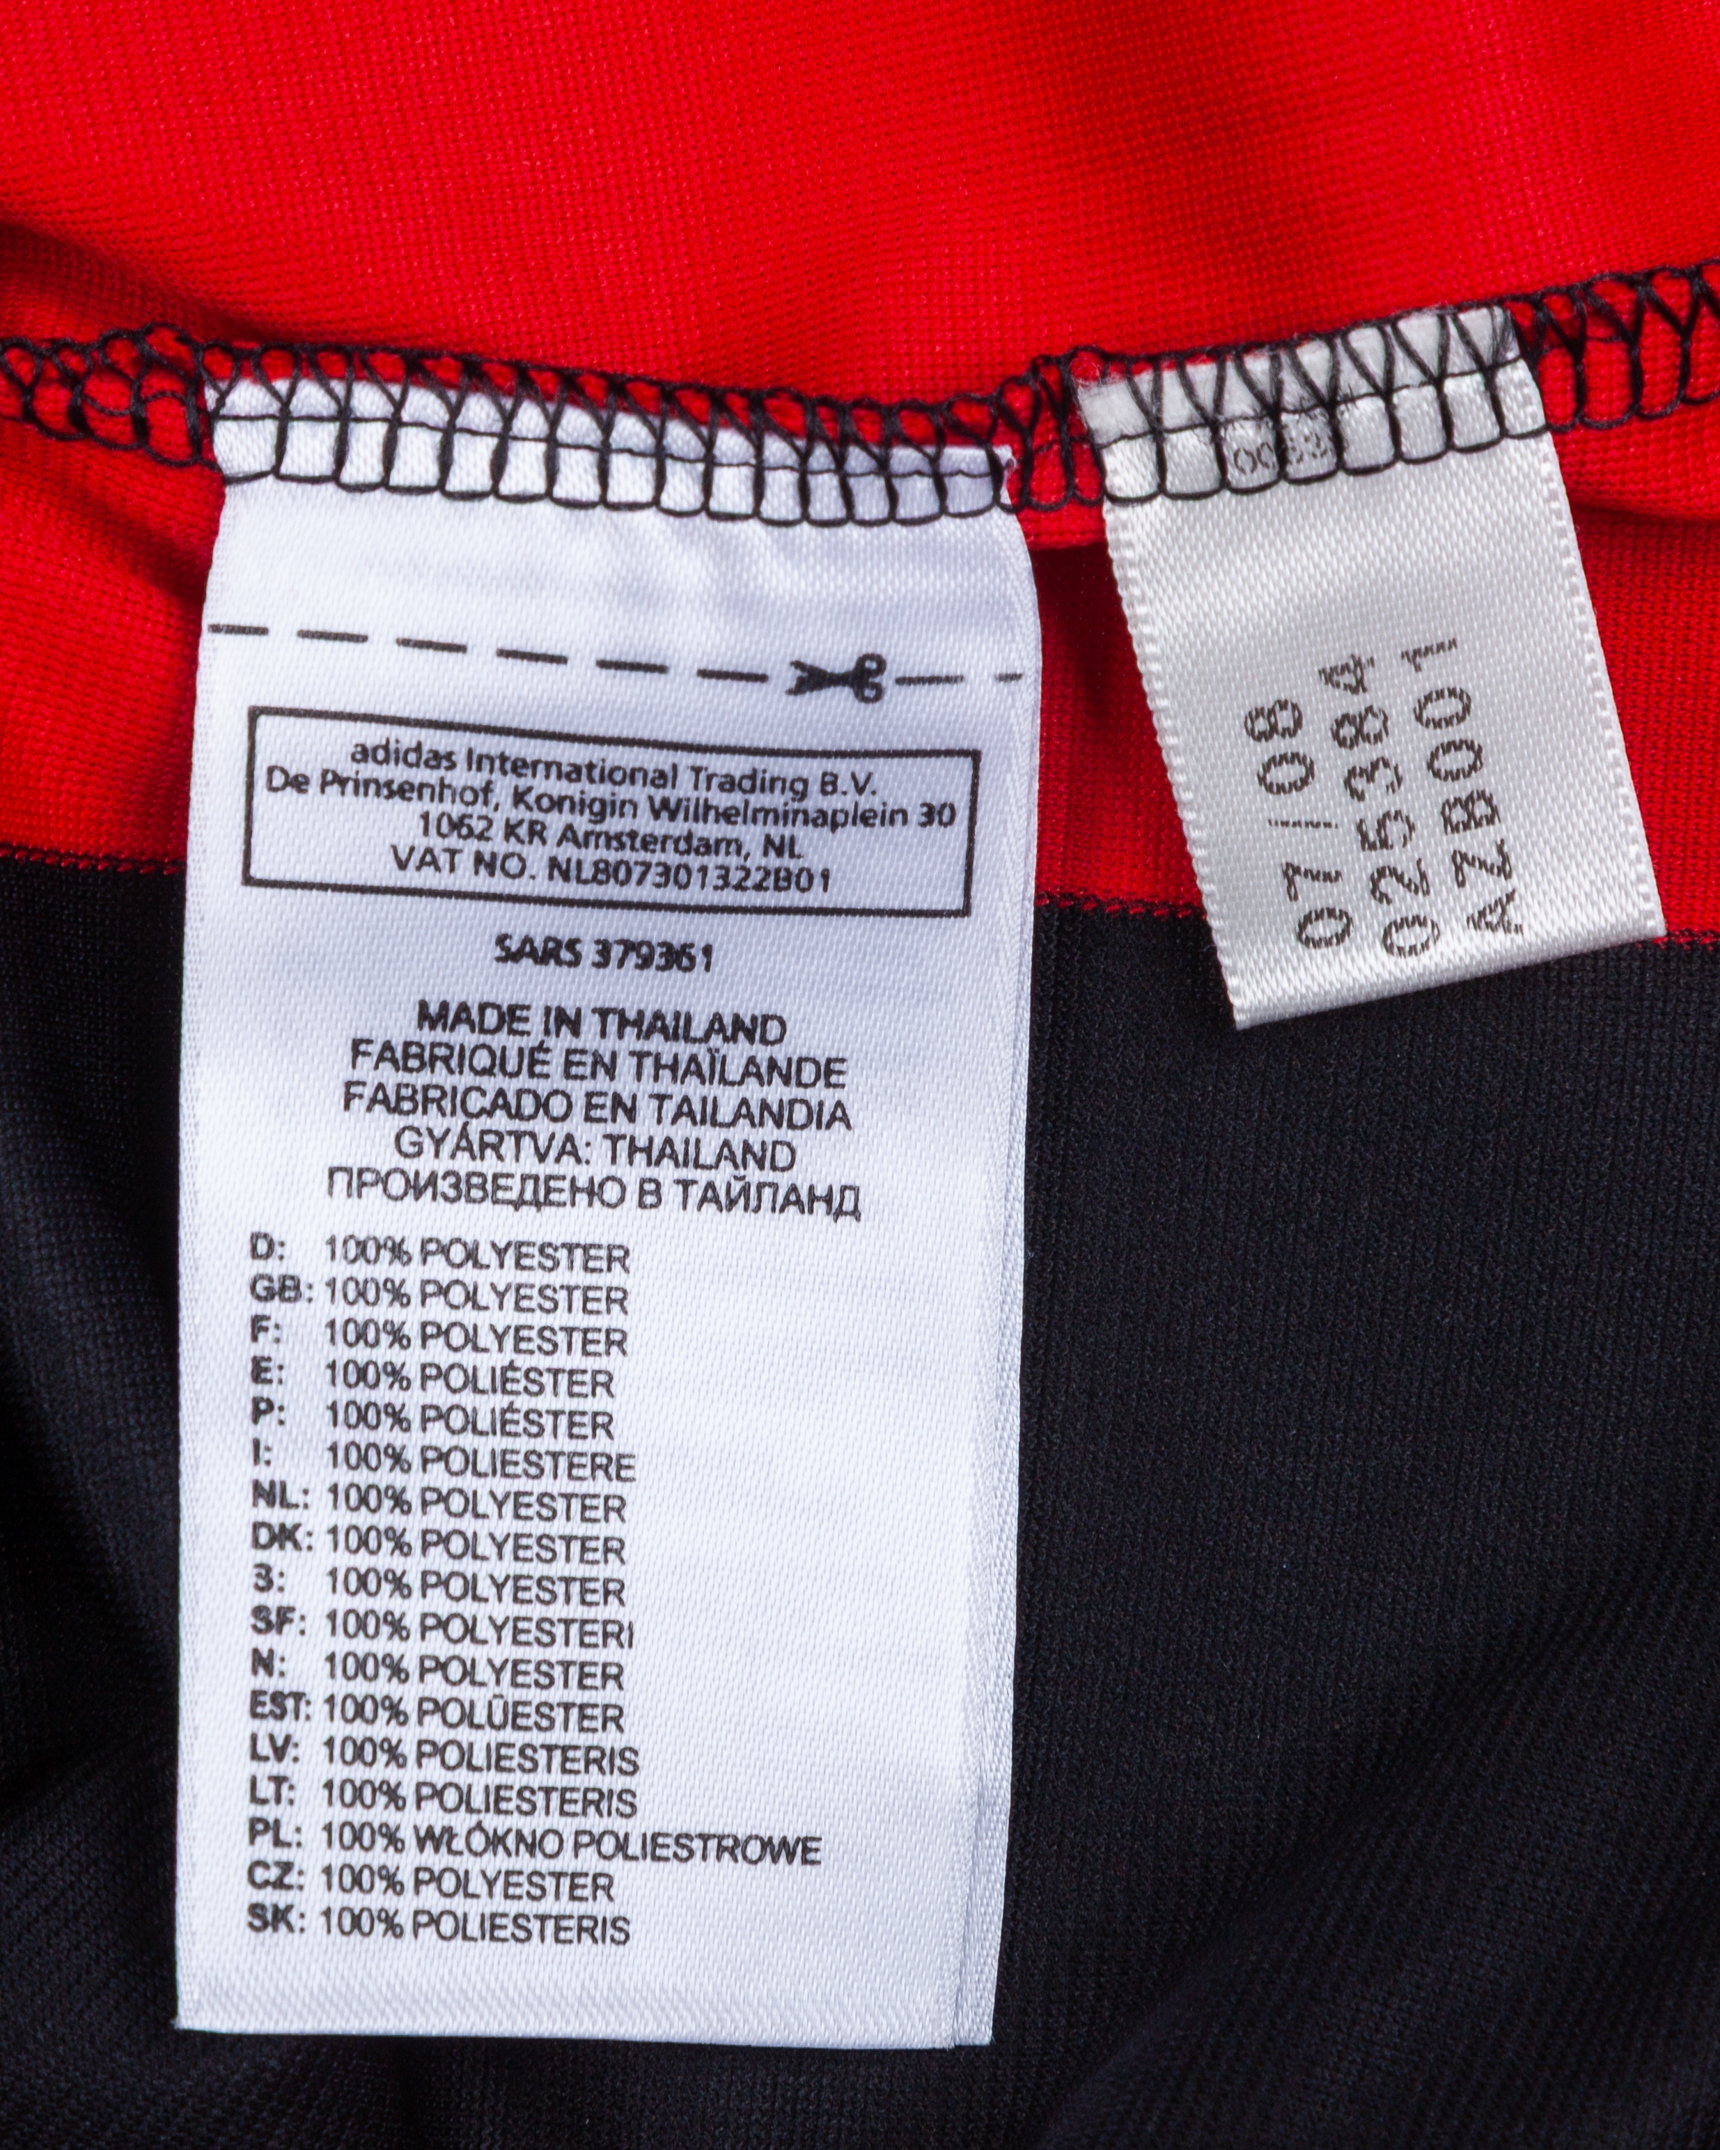 adidas International Trading B.V.
De Prinsenhof, Konigin Wilhelminaplein 30
1062 KR Amsterdam, NL
VAT NO. NL807301322B01
SARS 379361
MADE IN THAILAND
FABRIQUÉ EN THAÏLANDE
FABRICADO EN TAILANDIA
GYÁRTVA: THAILAND
ПРОИЗВЕДЕНО В ТАЙЛАНД
D: 100% POLYESTER
GB: 100% POLYESTER
F: 100% POLYESTER
E: 100% POLIÉSTER
P: 100% POLIÉSTER
I: 100% POLIESTERE
NL: 100% POLYESTER
DK: 100% POLYESTER
3: 100% POLYESTER
SF: 100% POLYESTERI
N: 100% POLYESTER
EST: 100% POLÜESTER
LV: 100% POLIESTERIS
LT: 100% POLIESTERIS
PL: 100% WŁÓKNO POLIESTROWE
CZ: 100% POLYESTER
SK: 100% POLIESTERIS
07/08
025384
AZB001